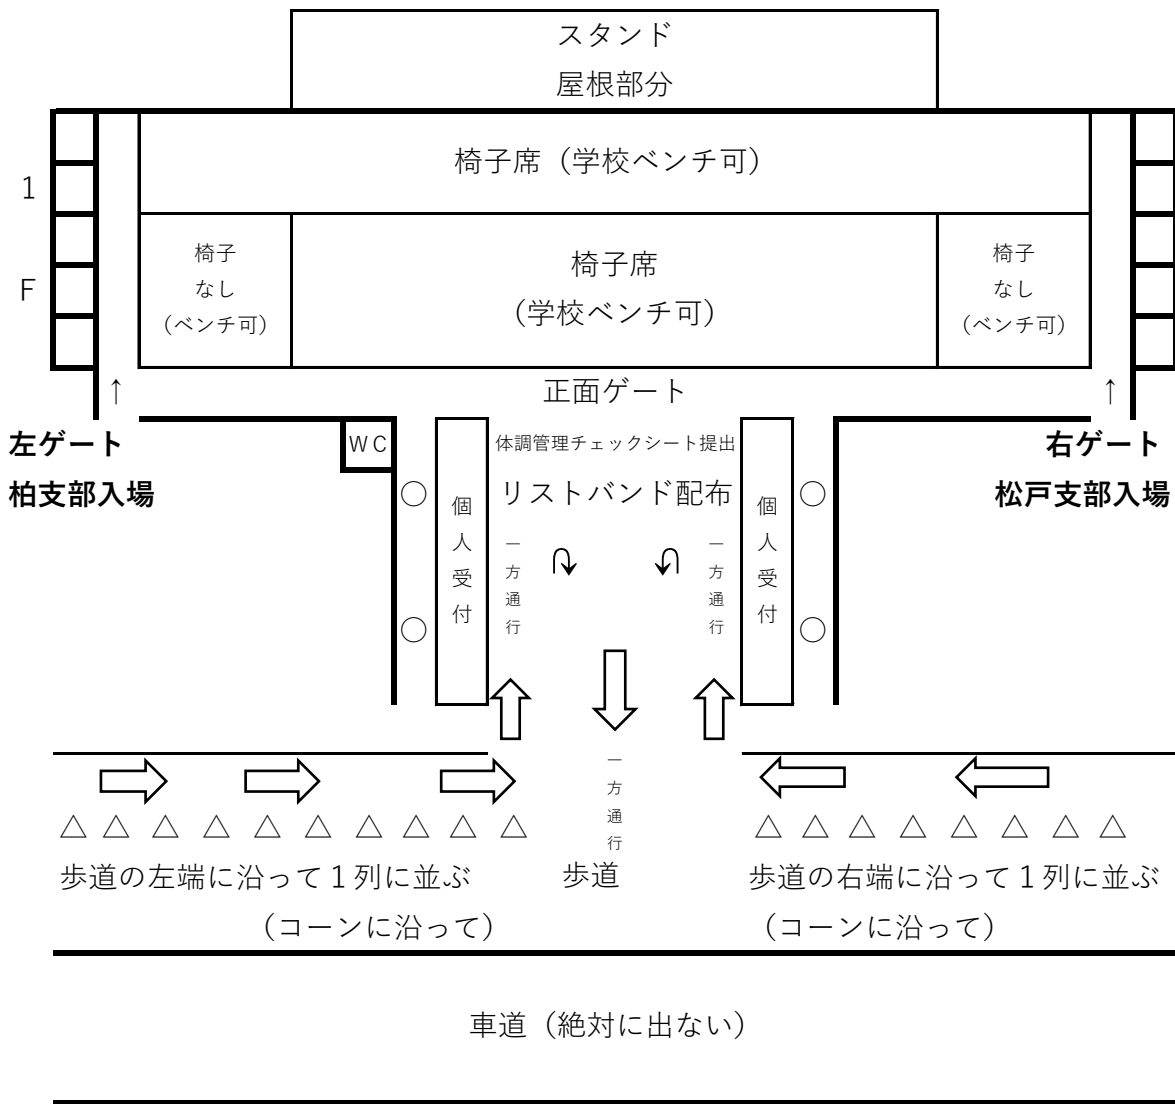 スタンド
屋根部分
椅子席（学校ベンチ可）
1
F
椅子
なし
（ベンチ可）
椅子席
（学校ベンチ可）
椅子
なし
（ベンチ可）
↑
正面ゲート
↑
左ゲート
柏支部入場
WC
体調管理チェックシート提出
リストバンド配布
右ゲート
松戸支部入場
個人受付
一方通行
一方通行
個人受付
一方通行
歩道の左端に沿って１列に並ぶ
（コーンに沿って）
歩道
歩道の右端に沿って１列に並ぶ
（コーンに沿って）
車道（絶対に出ない）